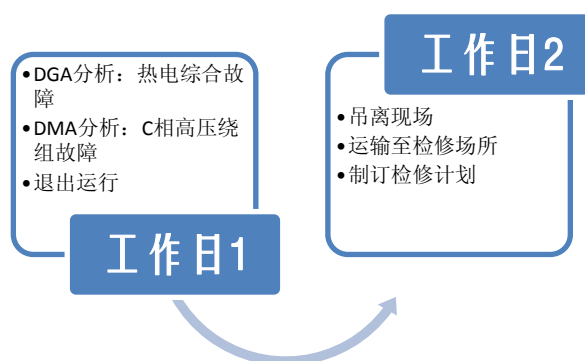 •DGA分析：热电综合故
障
•DMA分析：C相高压绕
组故障
•退出运行
工作日1
工作日2
•吊离现场
•运输至检修场所
•制订检修计划